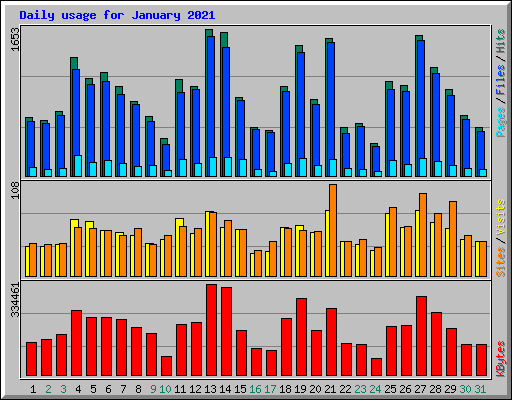 Daily usage for January 2021
1653
Pages / Files / Hits
108
Sites / Visits
334461
KBytes
1 2 3 4 5 6 7 8 9 10 11 12 13 14 15 16 17 18 19 20 21 22 23 24 25 26 27 28 29 30 31